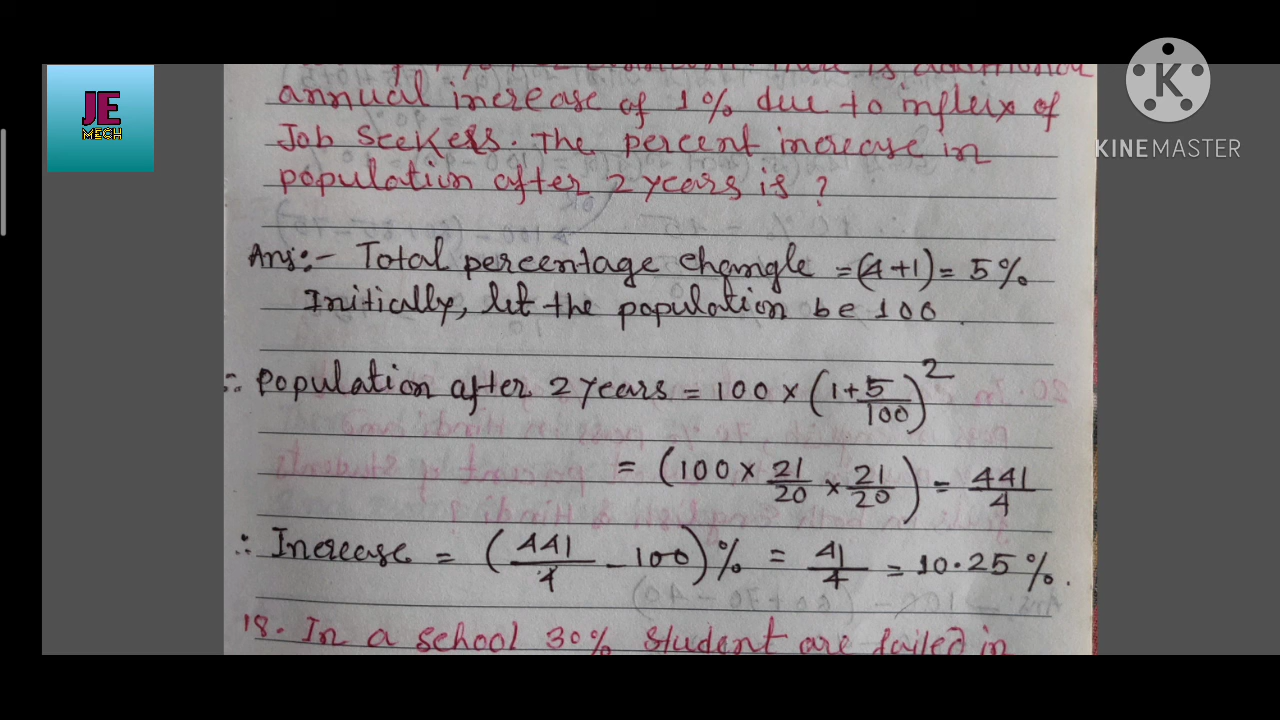 JE
MECH
KINEMASTER
annual increase of 1% due to influx of
Job Seekers. The percent increase in
population after 2 years is ?
Ans:- Total percentage changle = (4+1) = 5%
Initially, let the population be 100
∴ Population after 2 years = 100 × (1+5/100)^2
= (100 × 21/20 × 21/20) = 441/4
∴ Increase = (441/4 - 100)% = 41/4 = 10.25%.
18. In a school 30% student are failed in